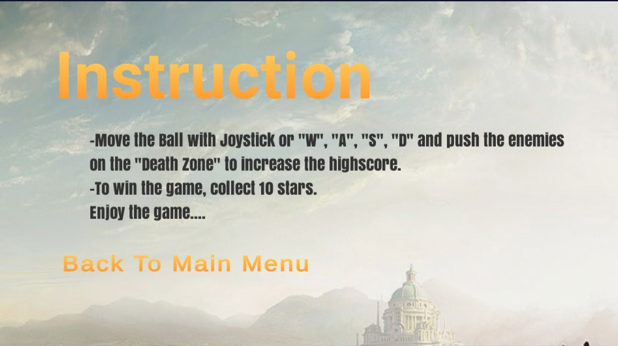 Instruction
-Move the Ball with Joystick or "W", "A", "S", "D" and push the enemies
on the "Death Zone" to increase the highscore.
-To win the game, collect 10 stars.
Enjoy the game....
Back To Main Menu